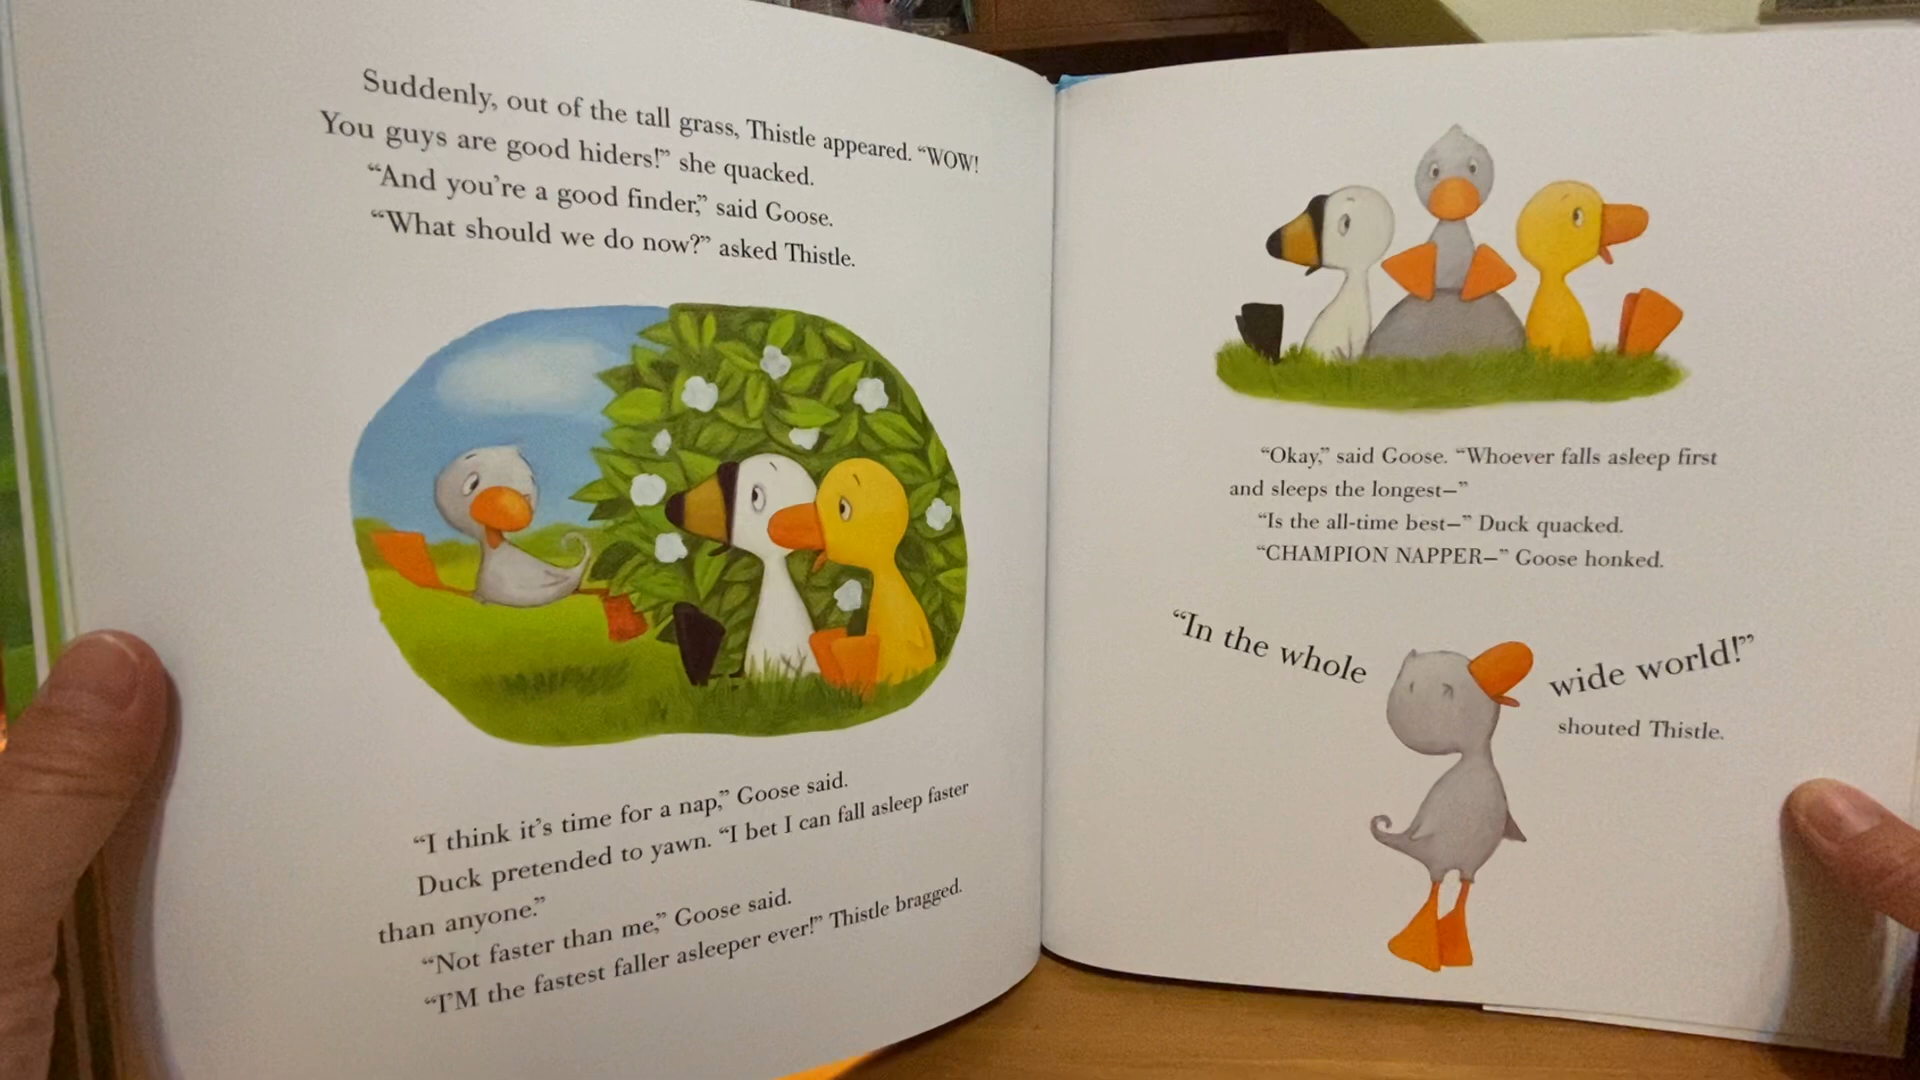 Suddenly, out of the tall grass, Thistle appeared. “WOW!
You guys are good hiders!” she quacked.
“And you’re a good finder,” said Goose.
“What should we do now?” asked Thistle.
“I think it’s time for a nap,” Goose said.
Duck pretended to yawn. “I bet I can fall asleep faster
than anyone.”
“Not faster than me,” Goose said.
“I’M the fastest faller asleeper ever!” Thistle bragged.
“Okay,” said Goose. “Whoever falls asleep first
and sleeps the longest—”
“Is the all-time best—” Duck quacked.
“CHAMPION NAPPER—” Goose honked.
“In the whole wide world!”
shouted Thistle.